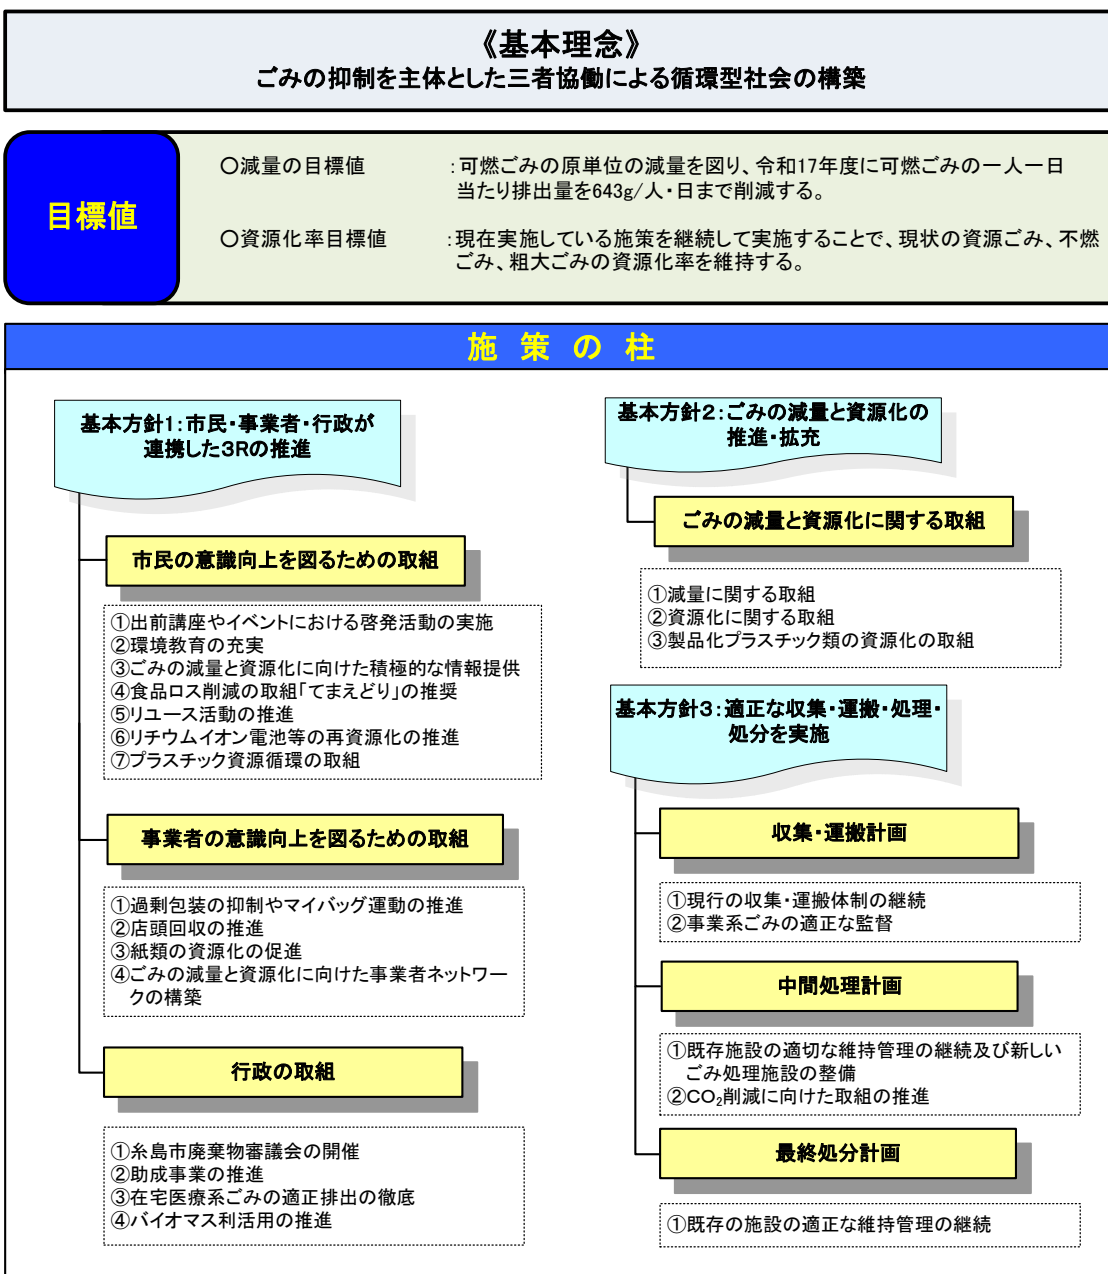 《基本理念》
ごみの抑制を主体とした三者協働による循環型社会の構築
目標値
〇減量の目標値 :可燃ごみの原単位の減量を図り、令和17年度に可燃ごみの一人一日
当たり排出量を643g/人・日まで削減する。
〇資源化率目標値 :現在実施している施策を継続して実施することで、現状の資源ごみ、不燃
ごみ、粗大ごみの資源化率を維持する。
施 策 の 柱
基本方針1:市民・事業者・行政が
連携した3Rの推進
市民の意識向上を図るための取組
①出前講座やイベントにおける啓発活動の実施
②環境教育の充実
③ごみの減量と資源化に向けた積極的な情報提供
④食品ロス削減の取組「てまえどり」の推奨
⑤リユース活動の推進
⑥リチウムイオン電池等の再資源化の推進
⑦プラスチック資源循環の取組
事業者の意識向上を図るための取組
①過剰包装の抑制やマイバッグ運動の推進
②店頭回収の推進
③紙類の資源化の促進
④ごみの減量と資源化に向けた事業者ネットワー
クの構築
行政の取組
①糸島市廃棄物審議会の開催
②助成事業の推進
③在宅医療系ごみの適正排出の徹底
④バイオマス利活用の推進
基本方針2:ごみの減量と資源化の
推進・拡充
ごみの減量と資源化に関する取組
①減量に関する取組
②資源化に関する取組
③製品化プラスチック類の資源化の取組
基本方針3:適正な収集・運搬・処理・
処分を実施
収集・運搬計画
①現行の収集・運搬体制の継続
②事業系ごみの適正な監督
中間処理計画
①既存施設の適切な維持管理の継続及び新しい
ごみ処理施設の整備
②CO₂削減に向けた取組の推進
最終処分計画
①既存の施設の適正な維持管理の継続